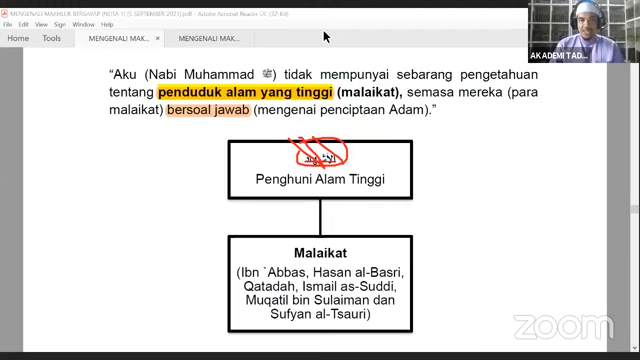 MENGENALI MAKHLUK BERSAYAP (NOTA 1) (5 SEPTEMBER 2021).pdf - Adobe Acrobat Reader DC (32-bit)
File Edit View Sign Window Help
Home Tools MENGENALI MAK... × MENGENALI MAK...
AKADEMI TAD...
“Aku (Nabi Muhammad ﷺ) tidak mempunyai sebarang pengetahuan
tentang penduduk alam yang tinggi (malaikat), semasa mereka (para
malaikat) bersoal jawab (mengenai penciptaan Adam).”
Penghuni Alam Tinggi
Malaikat
(Ibn `Abbas, Hasan al-Basri,
Qatadah, Ismail as-Suddi,
Muqatil bin Sulaiman dan
Sufyan al-Tsauri)
zoom